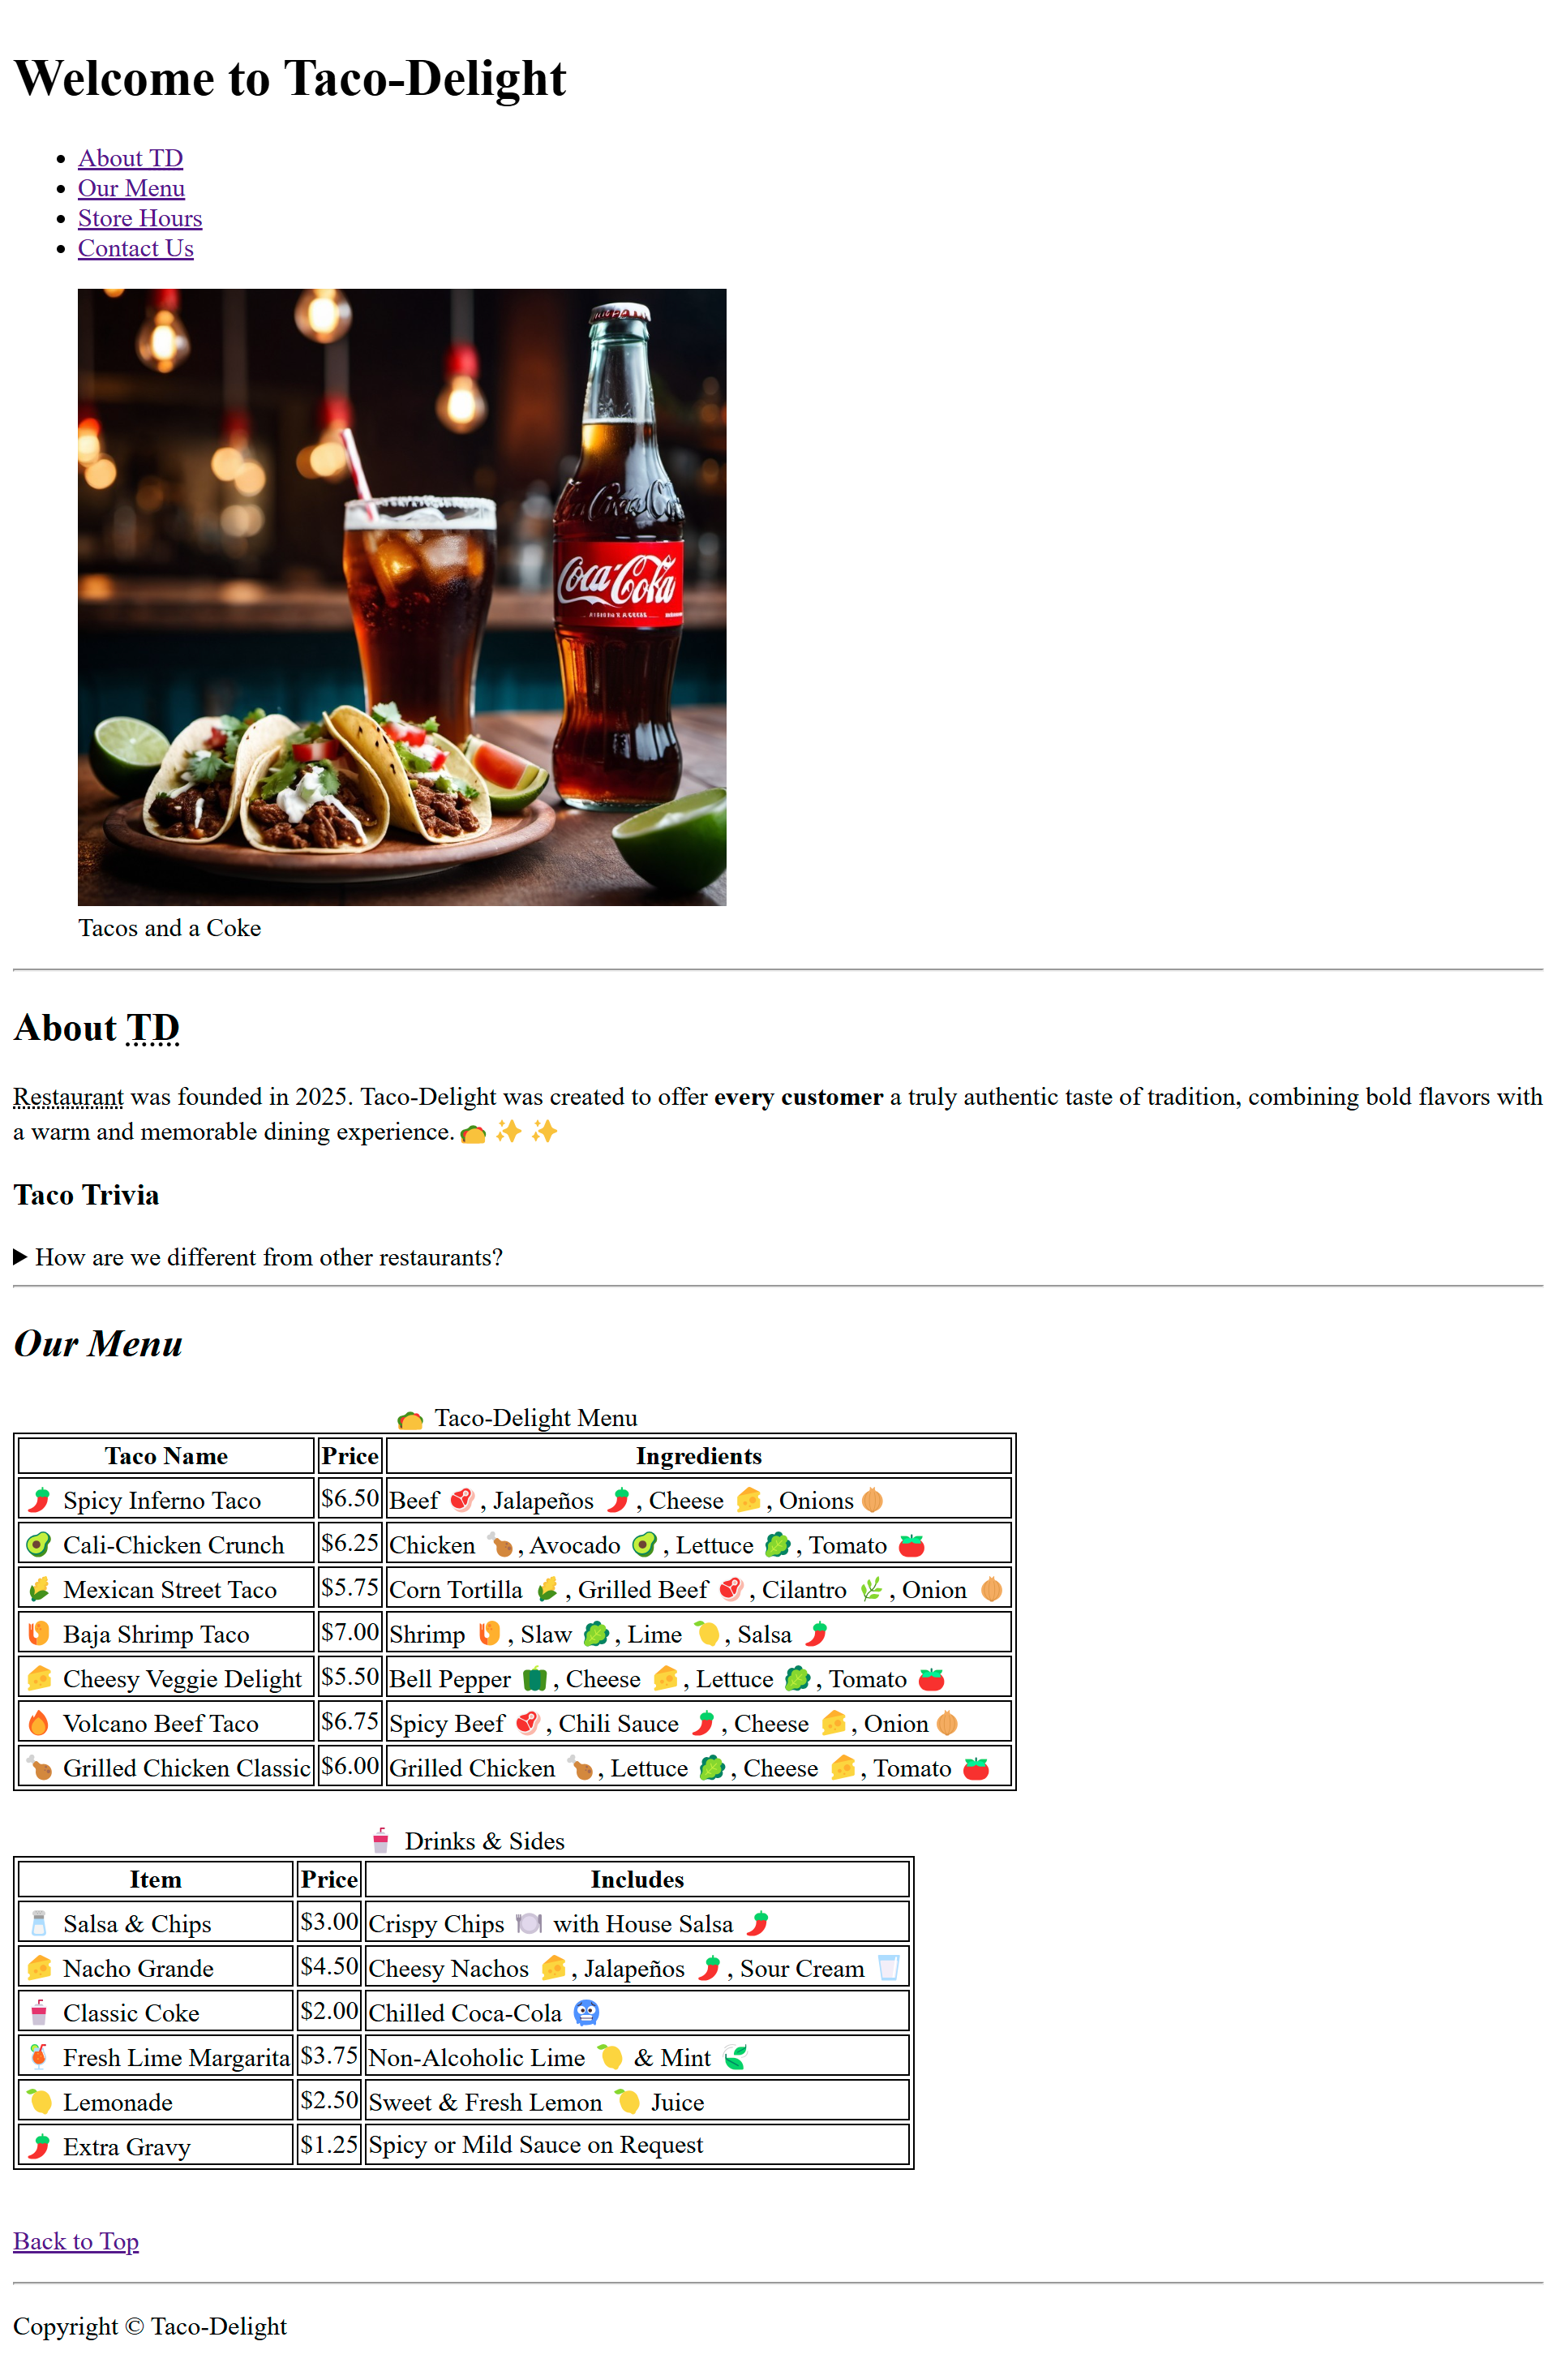 Welcome to Taco-Delight
About TD
Our Menu
Store Hours
Contact Us
Coca-Cola
Tacos and a Coke
About TD
Restaurant was founded in 2025. Taco-Delight was created to offer every customer a truly authentic taste of tradition, combining bold flavors with
a warm and memorable dining experience. 🌮 ✨ ✨
Taco Trivia
▶ How are we different from other restaurants?
Our Menu
🌮 Taco-Delight Menu
Taco Name Price Ingredients
🌶️ Spicy Inferno Taco $6.50 Beef 🥩, Jalapeños 🌶️, Cheese 🧀, Onions 🧅
🥑 Cali-Chicken Crunch $6.25 Chicken 🍗, Avocado 🥑, Lettuce 🥬, Tomato 🍅
🌽 Mexican Street Taco $5.75 Corn Tortilla 🌽, Grilled Beef 🥩, Cilantro 🌿, Onion 🧅
🍤 Baja Shrimp Taco $7.00 Shrimp 🍤, Slaw 🥬, Lime 🍋, Salsa 🌶️
🧀 Cheesy Veggie Delight $5.50 Bell Pepper 🫑, Cheese 🧀, Lettuce 🥬, Tomato 🍅
🔥 Volcano Beef Taco $6.75 Spicy Beef 🥩, Chili Sauce 🌶️, Cheese 🧀, Onion 🧅
🍗 Grilled Chicken Classic $6.00 Grilled Chicken 🍗, Lettuce 🥬, Cheese 🧀, Tomato 🍅
🥤 Drinks & Sides
Item Price Includes
🧂 Salsa & Chips $3.00 Crispy Chips 🍽️ with House Salsa 🌶️
🧀 Nacho Grande $4.50 Cheesy Nachos 🧀, Jalapeños 🌶️, Sour Cream 🥛
🥤 Classic Coke $2.00 Chilled Coca-Cola 🥶
🍹 Fresh Lime Margarita $3.75 Non-Alcoholic Lime 🍋 & Mint 🍃
🍋 Lemonade $2.50 Sweet & Fresh Lemon 🍋 Juice
🌶️ Extra Gravy $1.25 Spicy or Mild Sauce on Request
Back to Top
Copyright © Taco-Delight